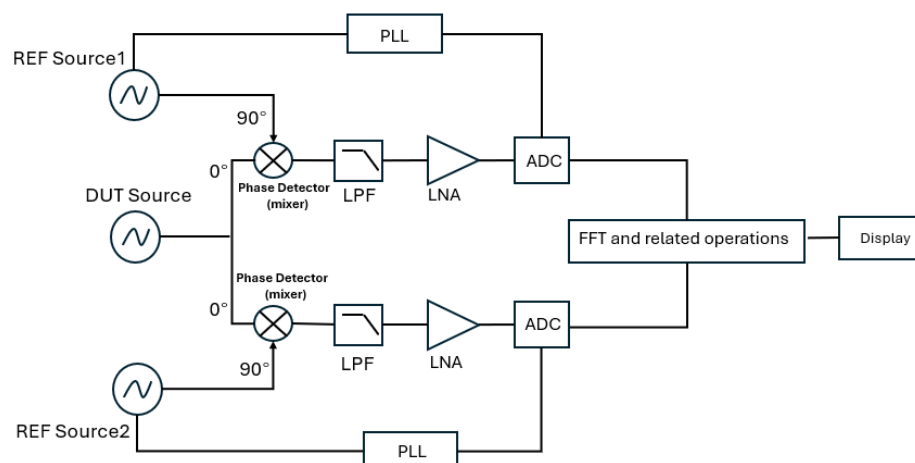 PLL
REF Source1
90°
0°
ADC
Phase Detector
(mixer)
LPF
LNA
DUT Source
FFT and related operations
Display
Phase Detector
(mixer)
0°
ADC
90°
LPF
LNA
REF Source2
PLL